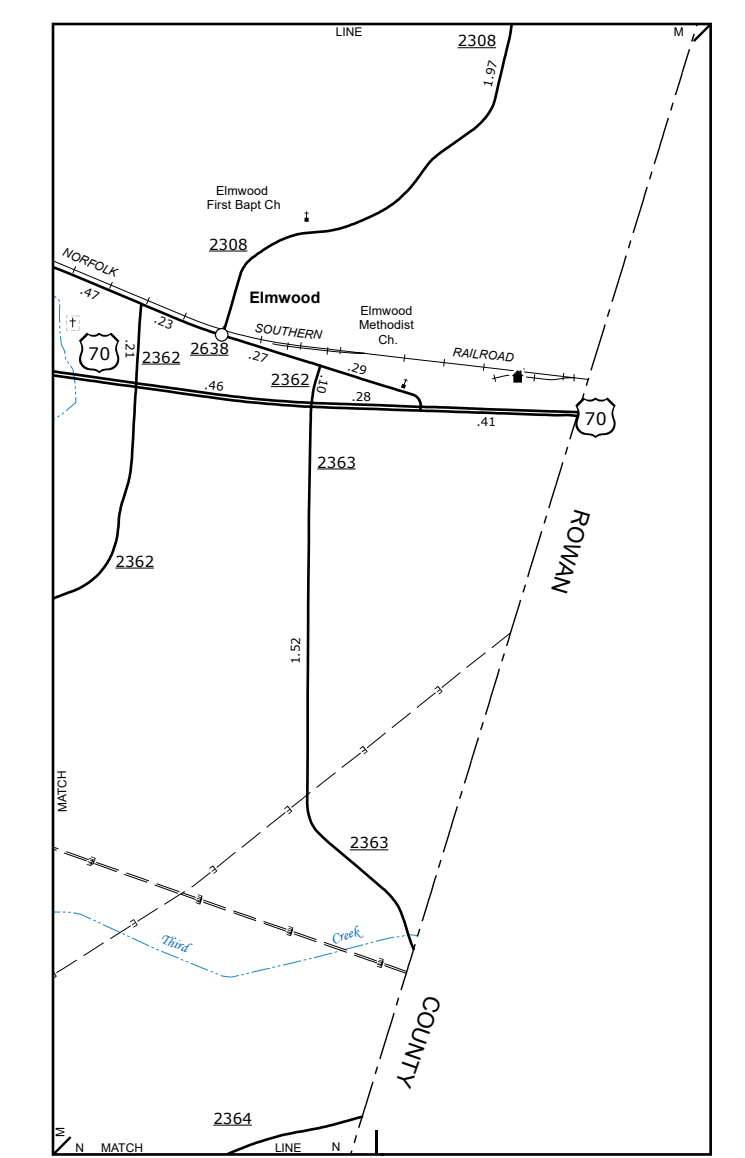 LINE
M
2308
1.97
Elmwood
First Bapt Ch
2308
NORFOLK
.47
Elmwood
.23
2638
SOUTHERN
Elmwood
Methodist
Ch.
RAILROAD
70
.21
2362
.27
.29
2362
.10
.46
.28
.41
70
2363
ROWAN
2362
1.52
MATCH
2363
E
E
E
E
E
E
E
E
E
Third
Creek
COUNTY
2364
M
N
MATCH
LINE
N